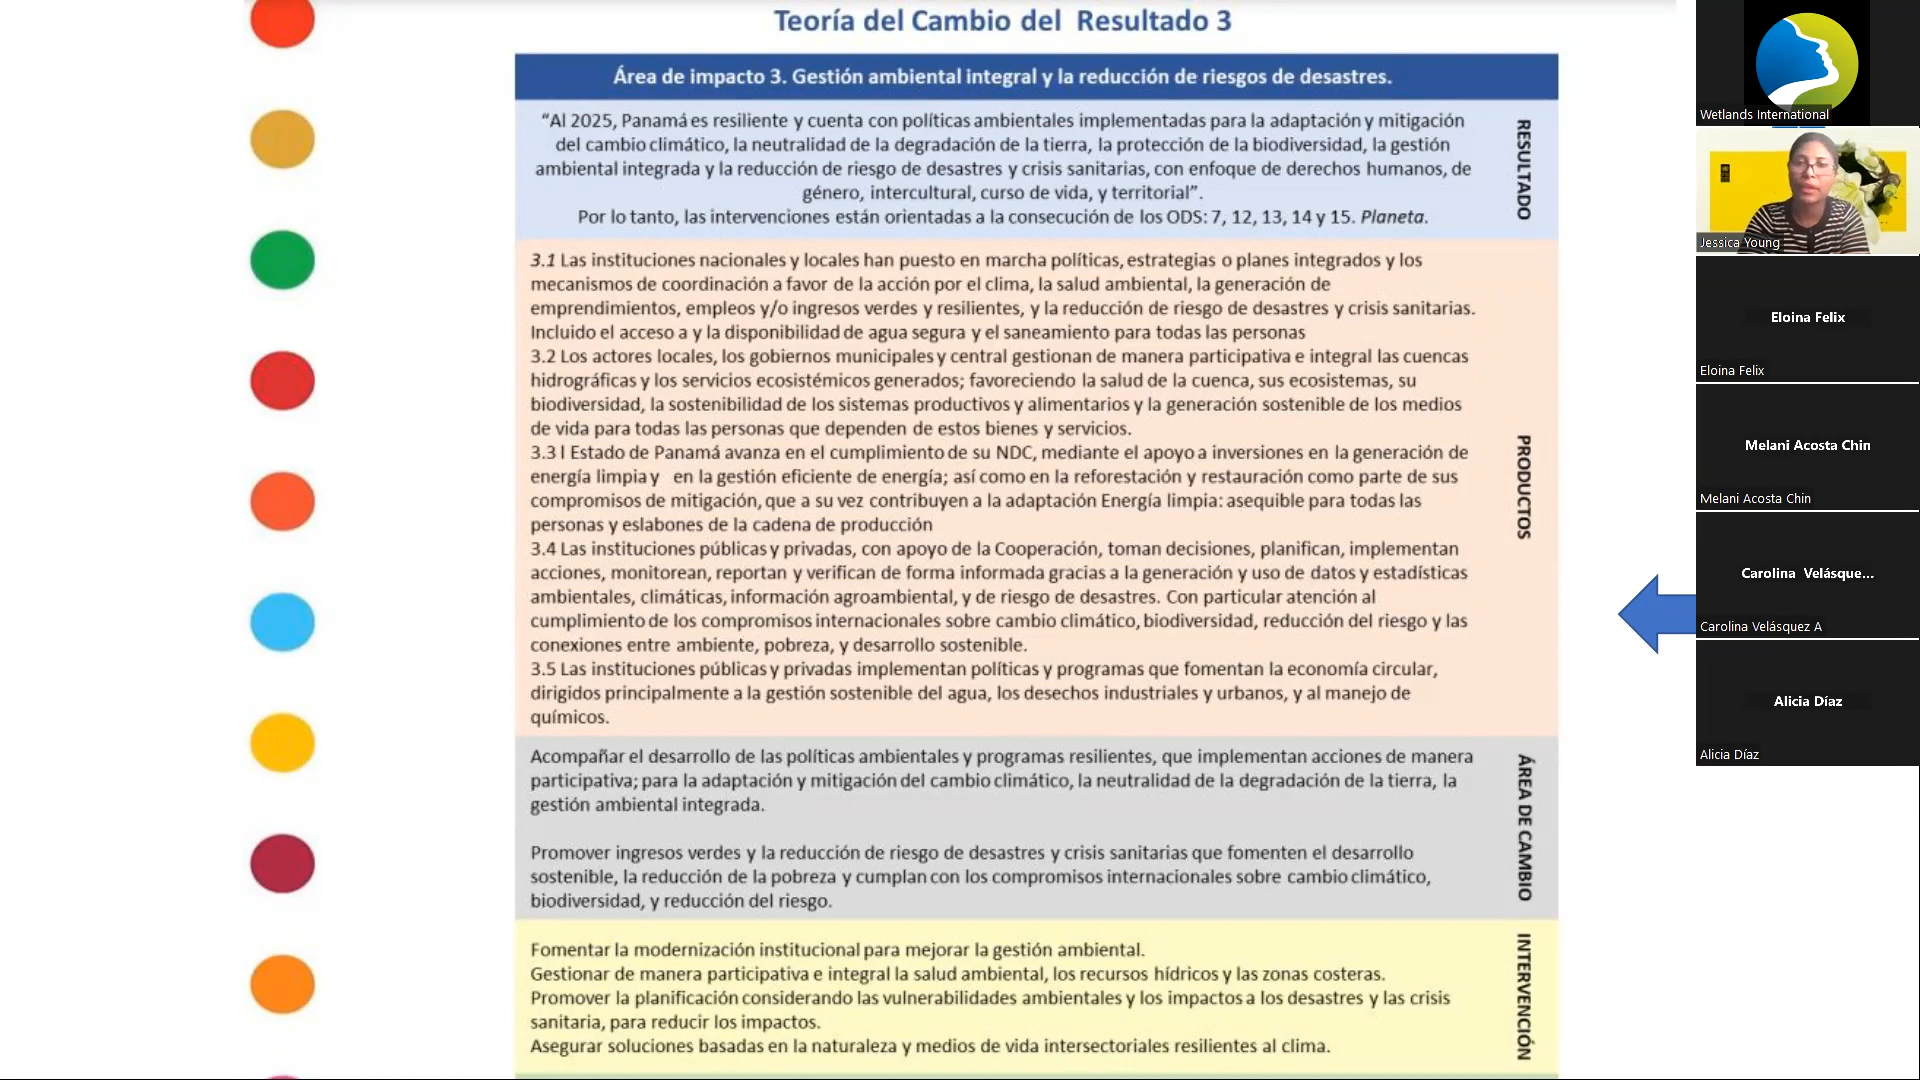 Teoría del Cambio del Resultado 3
Área de impacto 3. Gestión ambiental integral y la reducción de riesgos de desastres.
“Al 2025, Panamá es resiliente y cuenta con políticas ambientales implementadas para la adaptación y mitigación
del cambio climático, la neutralidad de la degradación de la tierra, la protección de la biodiversidad, la gestión
ambiental integrada y la reducción de riesgo de desastres y crisis sanitarias, con enfoque de derechos humanos, de
género, intercultural, curso de vida, y territorial”.
Por lo tanto, las intervenciones están orientadas a la consecución de los ODS: 7, 12, 13, 14 y 15. Planeta.
RESULTADO
3.1 Las instituciones nacionales y locales han puesto en marcha políticas, estrategias o planes integrados y los
mecanismos de coordinación a favor de la acción por el clima, la salud ambiental, la generación de
emprendimientos, empleos y/o ingresos verdes y resilientes, y la reducción de riesgo de desastres y crisis sanitarias.
Incluido el acceso a y la disponibilidad de agua segura y el saneamiento para todas las personas
3.2 Los actores locales, los gobiernos municipales y central gestionan de manera participativa e integral las cuencas
hidrográficas y los servicios ecosistémicos generados; favoreciendo la salud de la cuenca, sus ecosistemas, su
biodiversidad, la sostenibilidad de los sistemas productivos y alimentarios y la generación sostenible de los medios
de vida para todas las personas que dependen de estos bienes y servicios.
3.3 l Estado de Panamá avanza en el cumplimiento de su NDC, mediante el apoyo a inversiones en la generación de
energía limpia y en la gestión eficiente de energía; así como en la reforestación y restauración como parte de sus
compromisos de mitigación, que a su vez contribuyen a la adaptación Energía limpia: asequible para todas las
personas y eslabones de la cadena de producción
3.4 Las instituciones públicas y privadas, con apoyo de la Cooperación, toman decisiones, planifican, implementan
acciones, monitorean, reportan y verifican de forma informada gracias a la generación y uso de datos y estadísticas
ambientales, climáticas, información agroambiental, y de riesgo de desastres. Con particular atención al
cumplimiento de los compromisos internacionales sobre cambio climático, biodiversidad, reducción del riesgo y las
conexiones entre ambiente, pobreza, y desarrollo sostenible.
3.5 Las instituciones públicas y privadas implementan políticas y programas que fomentan la economía circular,
dirigidos principalmente a la gestión sostenible del agua, los desechos industriales y urbanos, y al manejo de
químicos.
PRODUCTOS
Acompañar el desarrollo de las políticas ambientales y programas resilientes, que implementan acciones de manera
participativa; para la adaptación y mitigación del cambio climático, la neutralidad de la degradación de la tierra, la
gestión ambiental integrada.
Promover ingresos verdes y la reducción de riesgo de desastres y crisis sanitarias que fomenten el desarrollo
sostenible, la reducción de la pobreza y cumplan con los compromisos internacionales sobre cambio climático,
biodiversidad, y reducción del riesgo.
ÁREA DE CAMBIO
Fomentar la modernización institucional para mejorar la gestión ambiental.
Gestionar de manera participativa e integral la salud ambiental, los recursos hídricos y las zonas costeras.
Promover la planificación considerando las vulnerabilidades ambientales y los impactos a los desastres y las crisis
sanitaria, para reducir los impactos.
Asegurar soluciones basadas en la naturaleza y medios de vida intersectoriales resilientes al clima.
INTERVENCIÓN
Wetlands International
Jessica Young
Eloina Felix
Eloina Felix
Melani Acosta Chin
Melani Acosta Chin
Carolina Velásque...
Carolina Velásquez A
Alicia Díaz
Alicia Díaz